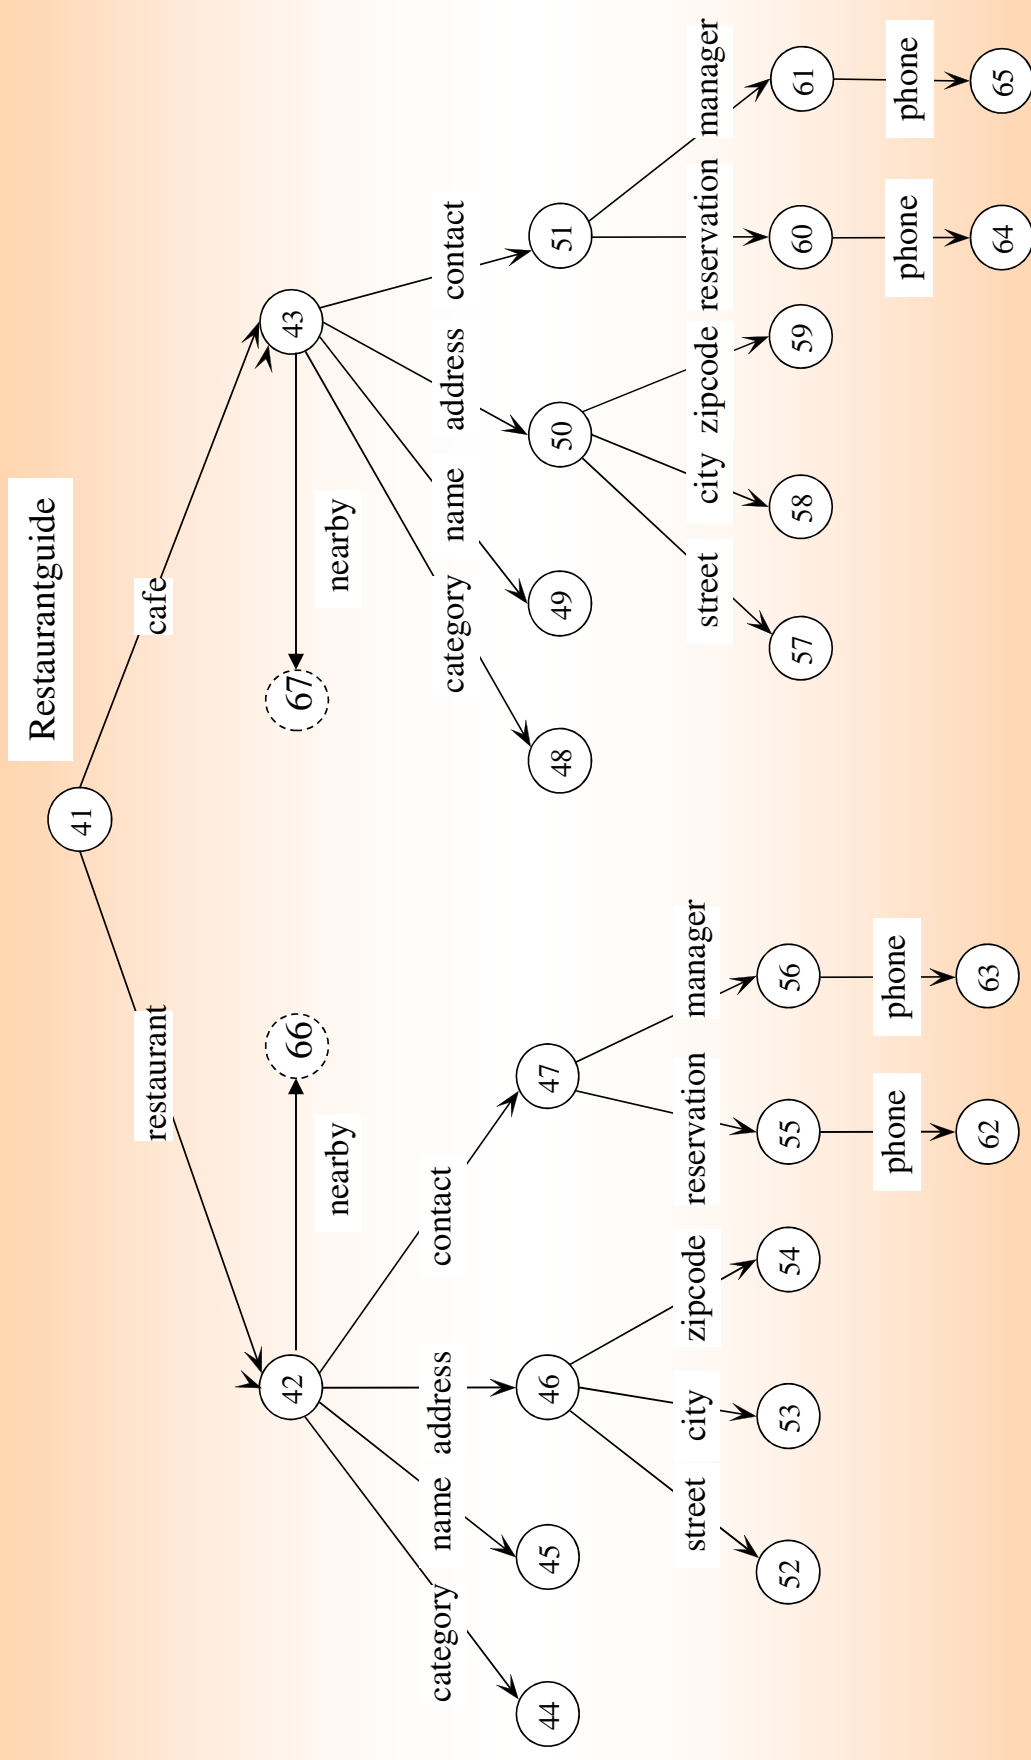 Restaurantguide
41
restaurant
cafe
42
43
nearby
66
67
nearby
category
name
address
contact
category
name
address
contact
44
45
46
47
48
49
50
51
street
city
zipcode
reservation
manager
street
city
zipcode
reservation
manager
52
53
54
55
56
57
58
59
60
61
phone
phone
phone
phone
62
63
64
65